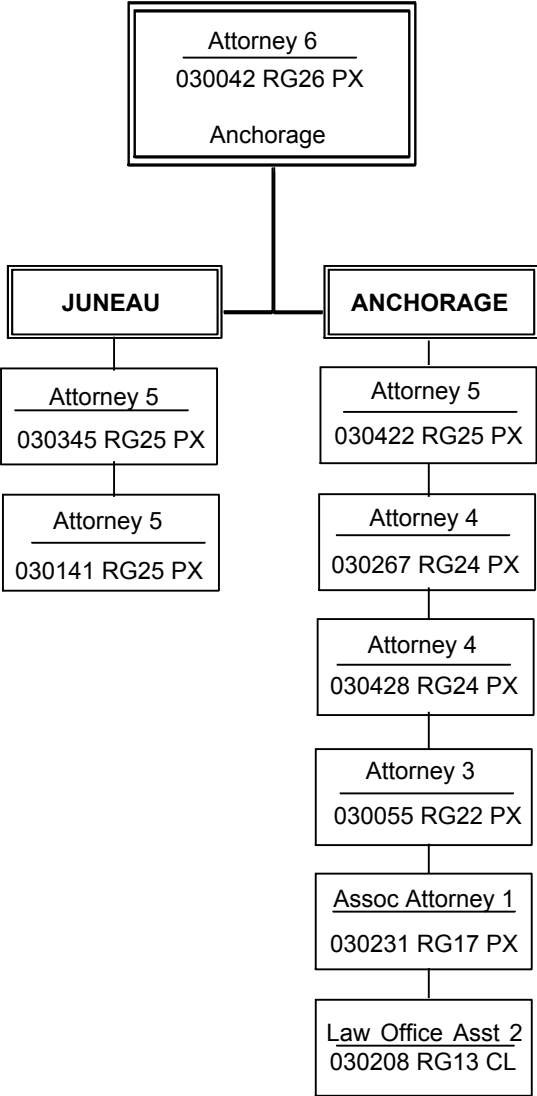 Attorney 6
030042 RG26 PX
Anchorage
JUNEAU
Attorney 5
030345 RG25 PX
Attorney 5
030141 RG25 PX
ANCHORAGE
Attorney 5
030422 RG25 PX
Attorney 4
030267 RG24 PX
Attorney 4
030428 RG24 PX
Attorney 3
030055 RG22 PX
Assoc Attorney 1
030231 RG17 PX
Law Office Asst 2
030208 RG13 CL